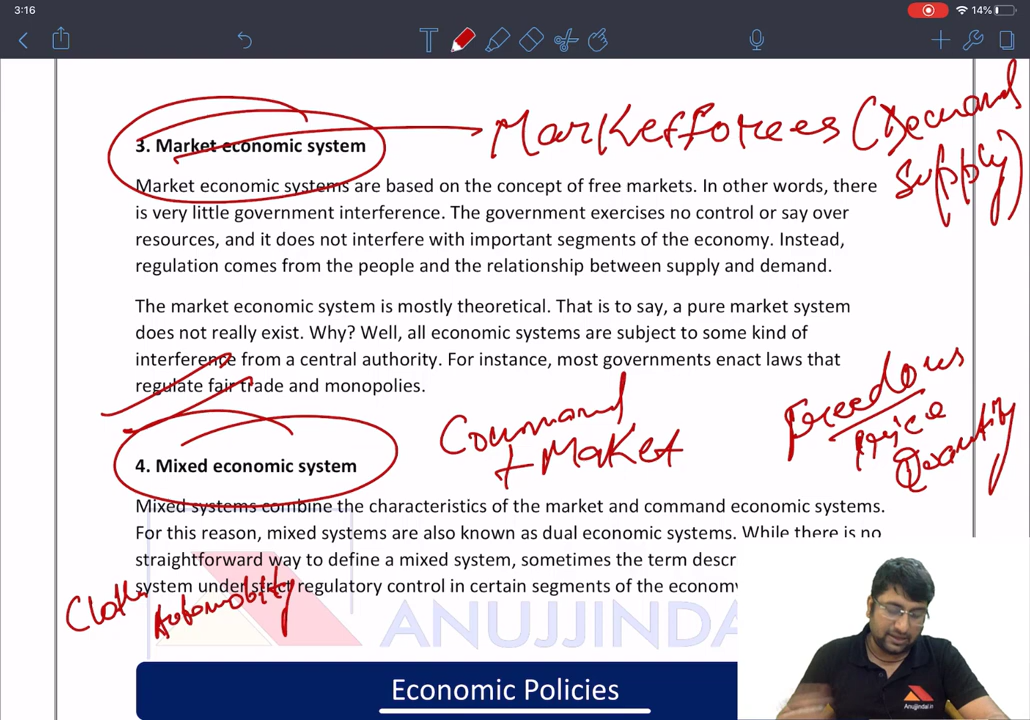 3:16
14%
T
3. Market economic system
Market forces (Demand
Supply)
Market economic systems are based on the concept of free markets. In other words, there
is very little government interference. The government exercises no control or say over
resources, and it does not interfere with important segments of the economy. Instead,
regulation comes from the people and the relationship between supply and demand.
The market economic system is mostly theoretical. That is to say, a pure market system
does not really exist. Why? Well, all economic systems are subject to some kind of
interference from a central authority. For instance, most governments enact laws that
regulate fair trade and monopolies.
Freedom
Price
Quantity
Command
+ Market
4. Mixed economic system
Mixed systems combine the characteristics of the market and command economic systems.
For this reason, mixed systems are also known as dual economic systems. While there is no
straightforward way to define a mixed system, sometimes the term descr
system under strict regulatory control in certain segments of the economy
ANUJJINDA
Economic Policies
Anujjindal.in